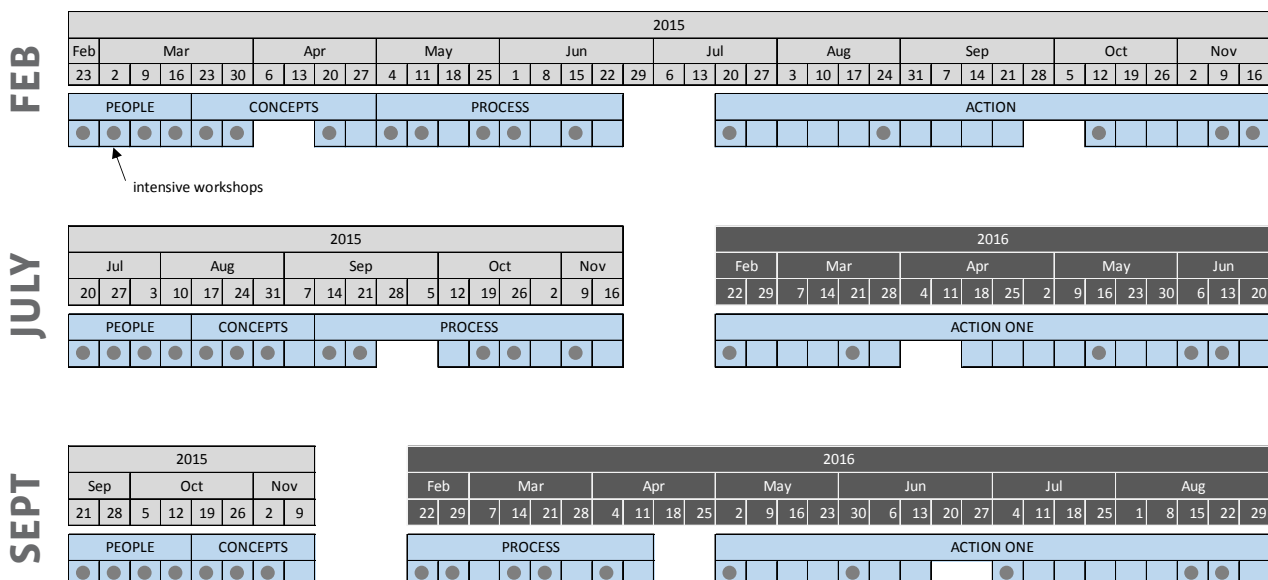 FEB
2015
Feb Mar Apr May Jun Jul Aug Sep Oct Nov
23 2 9 16 23 30 6 13 20 27 4 11 18 25 1 8 15 22 29 6 13 20 27 3 10 17 24 31 7 14 21 28 5 12 19 26 2 9 16
PEOPLE CONCEPTS PROCESS ACTION
intensive workshops
JULY
2015 2016
Jul Aug Sep Oct Nov Feb Mar Apr May Jun
20 27 3 10 17 24 31 7 14 21 28 5 12 19 26 2 9 16 22 29 7 14 21 28 4 11 18 25 2 9 16 23 30 6 13 20
PEOPLE CONCEPTS PROCESS ACTION ONE
SEPT
2015 2016
Sep Oct Nov Feb Mar Apr May Jun Jul Aug
21 28 5 12 19 26 2 9 22 29 7 14 21 28 4 11 18 25 2 9 16 23 30 6 13 20 27 4 11 18 25 1 8 15 22 29
PEOPLE CONCEPTS PROCESS ACTION ONE